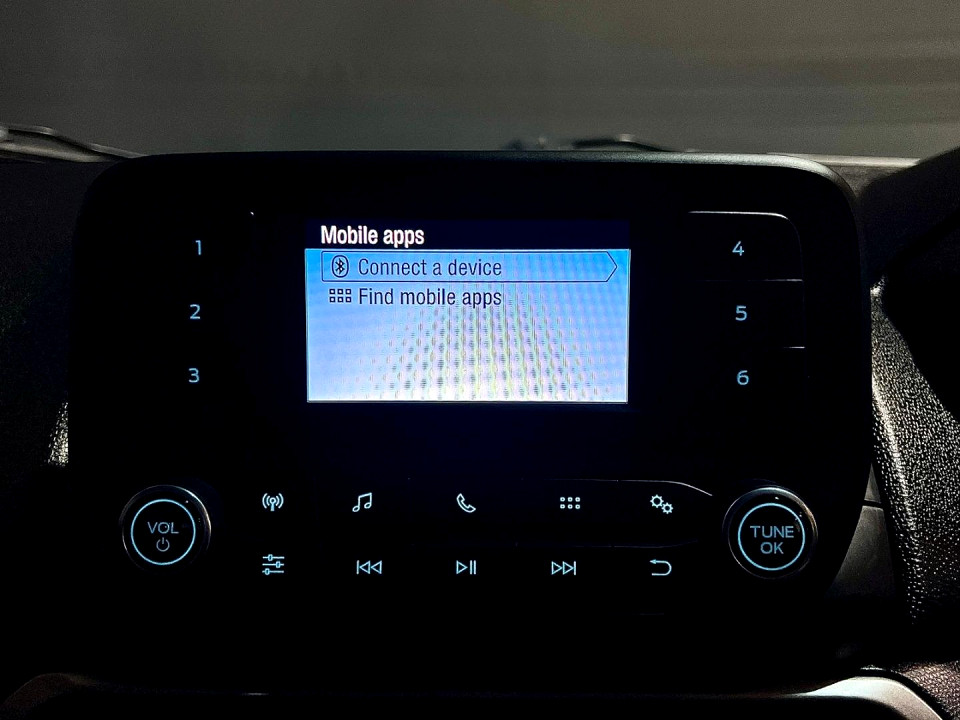 Mobile apps
Connect a device
Find mobile apps
1
2
3
4
5
6
VOL
TUNE
OK